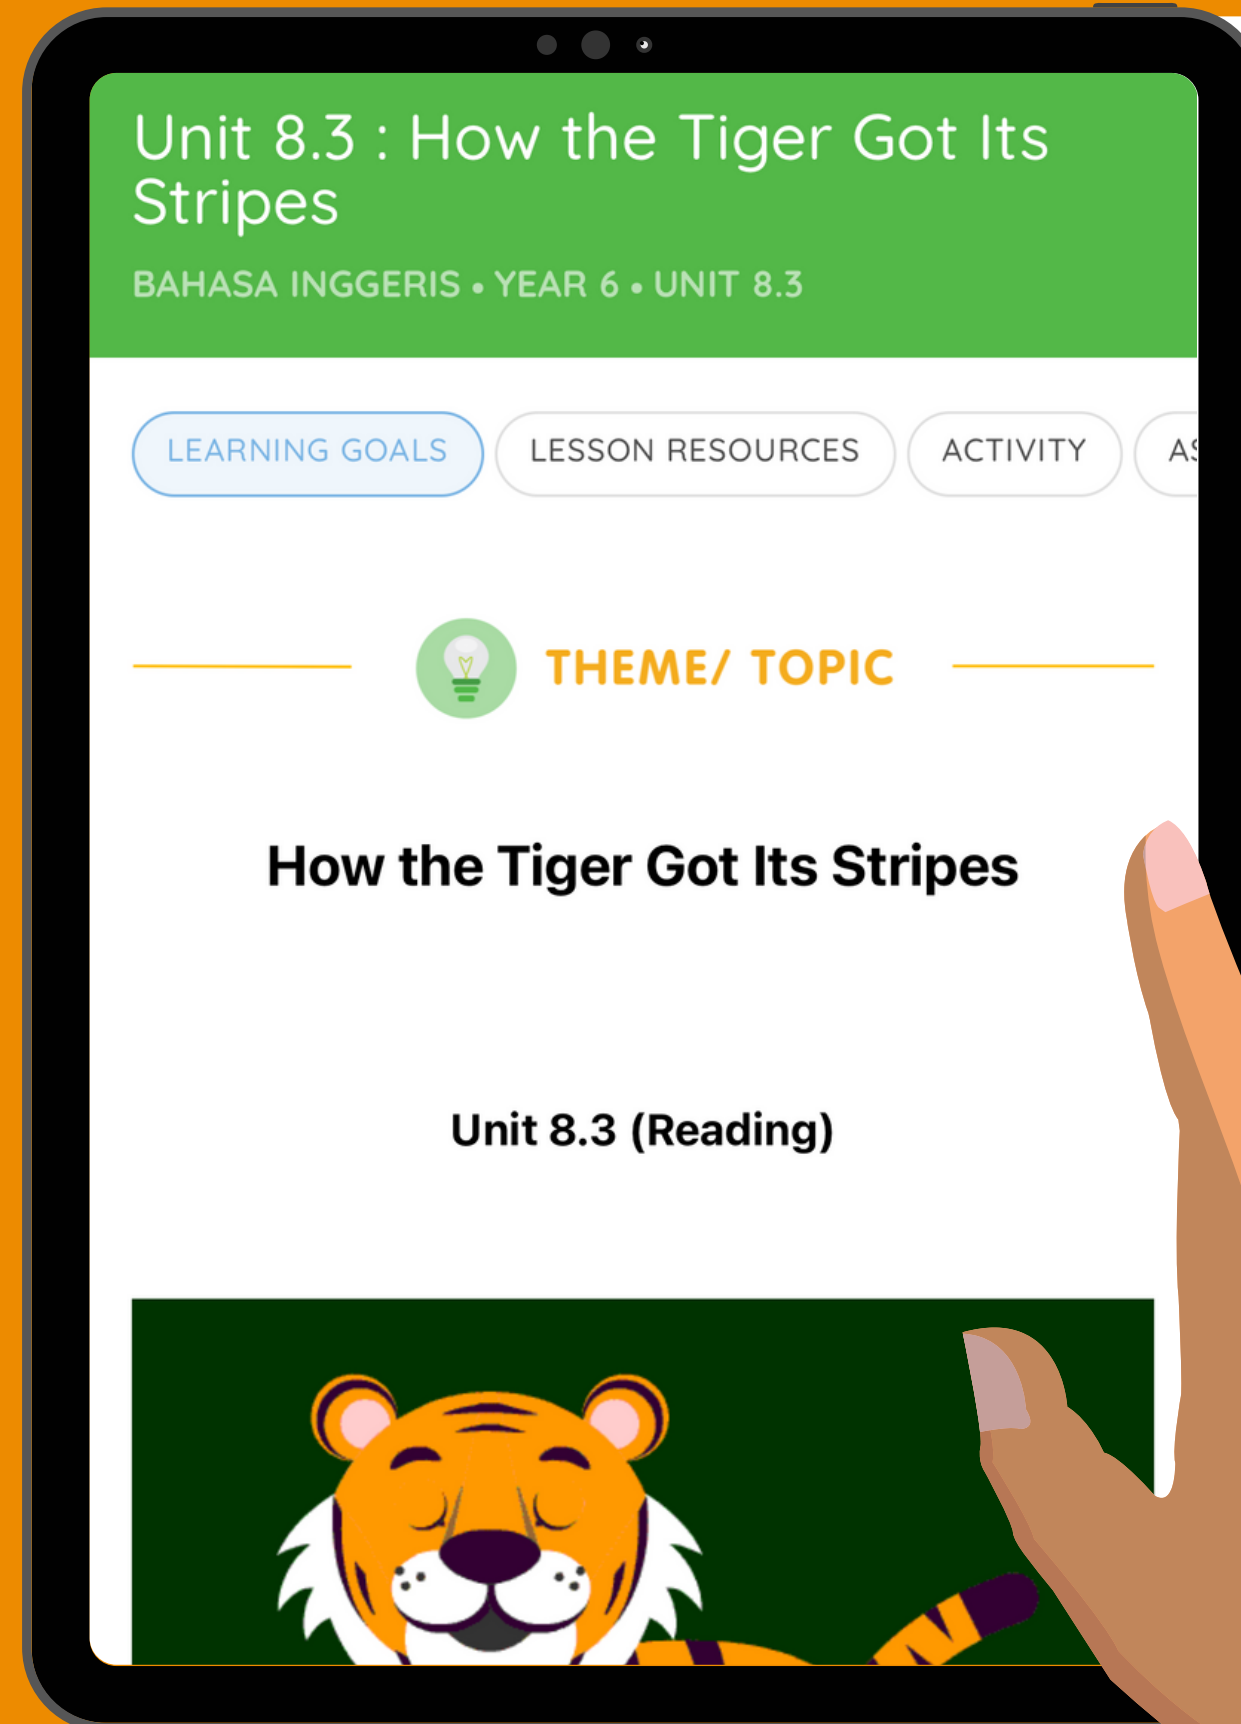 Unit 8.3 : How the Tiger Got Its
Stripes
BAHASA INGGERIS • YEAR 6 • UNIT 8.3
LEARNING GOALS
LESSON RESOURCES
ACTIVITY
THEME/ TOPIC
How the Tiger Got Its Stripes
Unit 8.3 (Reading)